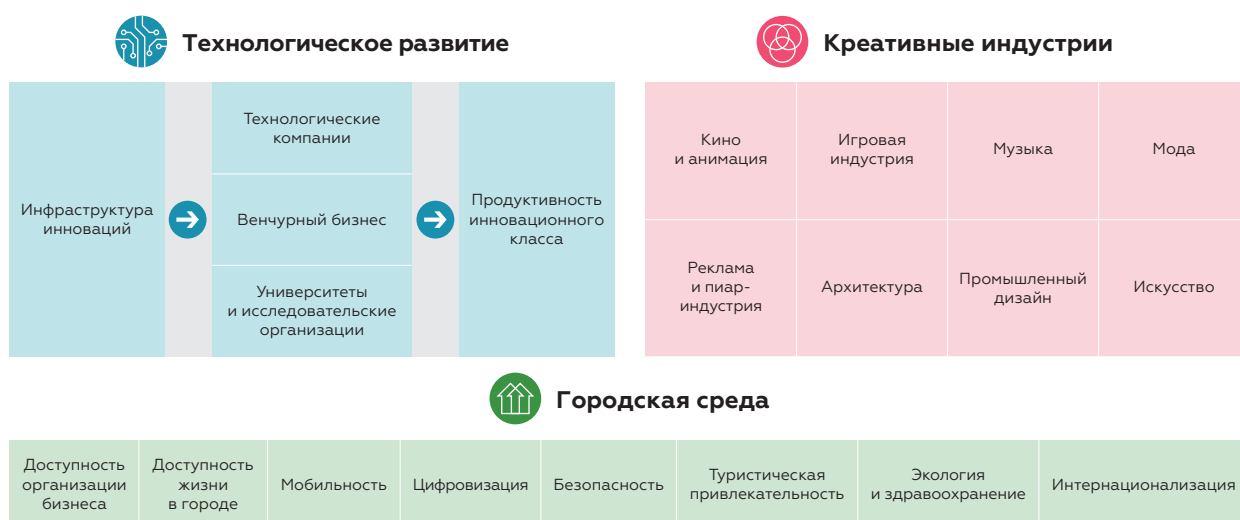 Технологическое развитие
Инфраструктура
инноваций
Технологические
компании
Венчурный бизнес
Университеты
и исследовательские
организации
Продуктивность
инновационного
класса
Креативные индустрии
Кино
и анимация
Игровая
индустрия
Музыка
Мода
Реклама
и пиар-
индустрия
Архитектура
Промышленный
дизайн
Искусство
Городская среда
Доступность
организации
бизнеса
Доступность
жизни
в городе
Мобильность
Цифровизация
Безопасность
Туристическая
привлекательность
Экология
и здравоохранение
Интернационализация